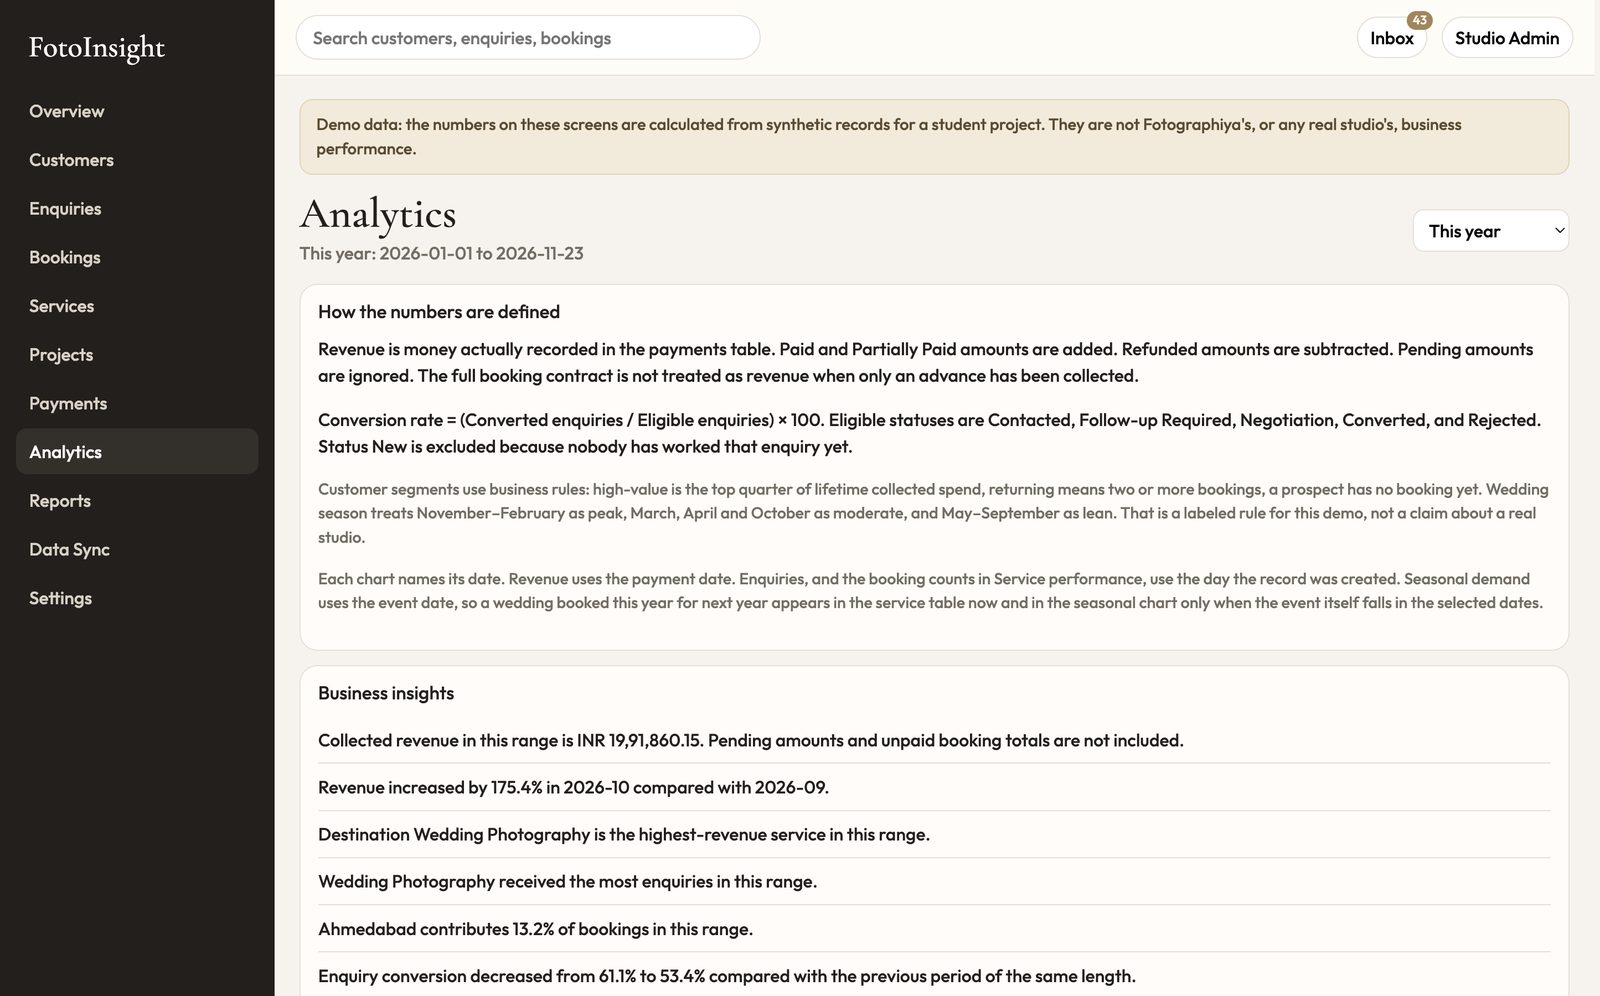 FotoInsight
Overview
Customers
Enquiries
Bookings
Services
Projects
Payments
Analytics
Reports
Data Sync
Settings
Search customers, enquiries, bookings
Inbox
43
Studio Admin
Demo data: the numbers on these screens are calculated from synthetic records for a student project. They are not Fotographiya's, or any real studio's, business
performance.
Analytics
This year: 2026-01-01 to 2026-11-23
This year
How the numbers are defined
Revenue is money actually recorded in the payments table. Paid and Partially Paid amounts are added. Refunded amounts are subtracted. Pending amounts
are ignored. The full booking contract is not treated as revenue when only an advance has been collected.
Conversion rate = (Converted enquiries / Eligible enquiries) × 100. Eligible statuses are Contacted, Follow-up Required, Negotiation, Converted, and Rejected.
Status New is excluded because nobody has worked that enquiry yet.
Customer segments use business rules: high-value is the top quarter of lifetime collected spend, returning means two or more bookings, a prospect has no booking yet. Wedding
season treats November–February as peak, March, April and October as moderate, and May–September as lean. That is a labeled rule for this demo, not a claim about a real
studio.
Each chart names its date. Revenue uses the payment date. Enquiries, and the booking counts in Service performance, use the day the record was created. Seasonal demand
uses the event date, so a wedding booked this year for next year appears in the service table now and in the seasonal chart only when the event itself falls in the selected dates.
Business insights
Collected revenue in this range is INR 19,91,860.15. Pending amounts and unpaid booking totals are not included.
Revenue increased by 175.4% in 2026-10 compared with 2026-09.
Destination Wedding Photography is the highest-revenue service in this range.
Wedding Photography received the most enquiries in this range.
Ahmedabad contributes 13.2% of bookings in this range.
Enquiry conversion decreased from 61.1% to 53.4% compared with the previous period of the same length.